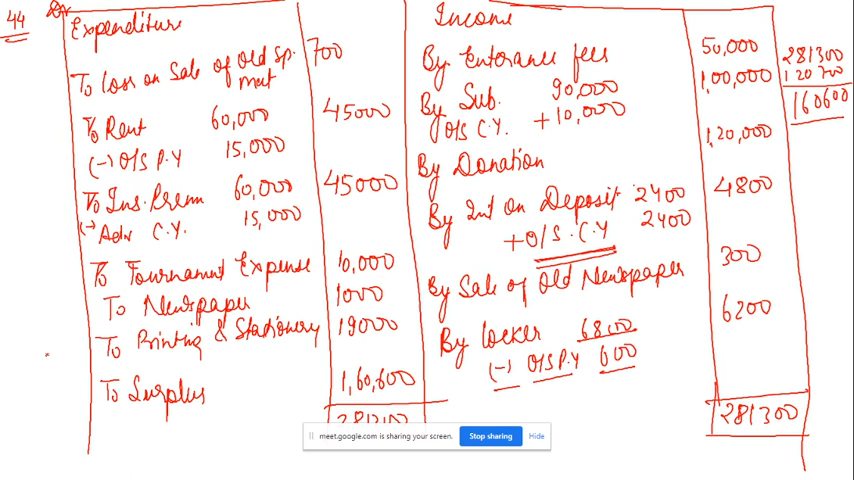 44 Dr
Expenditure
To Loss on Sale of Old Sp. 700
mat
To Rent 60,000 45000
(-) O/S P.Y 15,000
To Ins. Prem 60,000 45000
(-) Adv C.Y. 15,000
To Tournament Expense 10,000
To Newspaper 1000
To Printing & Stationery 19000
To Surplus 1,60,600
281300
Income
By Enterance fees 50,000
By Sub. 90,000 1,00,000
O/S C.Y. +10,000
By Donation 1,20,000
By Int on Deposit 2400 4800
+O/S. C.Y 2400
By Sale of Old Newspaper 300
By Locker 6800 6200
(-) O/S P.Y 600
281300
281300
120700
160600
meet.google.com is sharing your screen. Stop sharing Hide